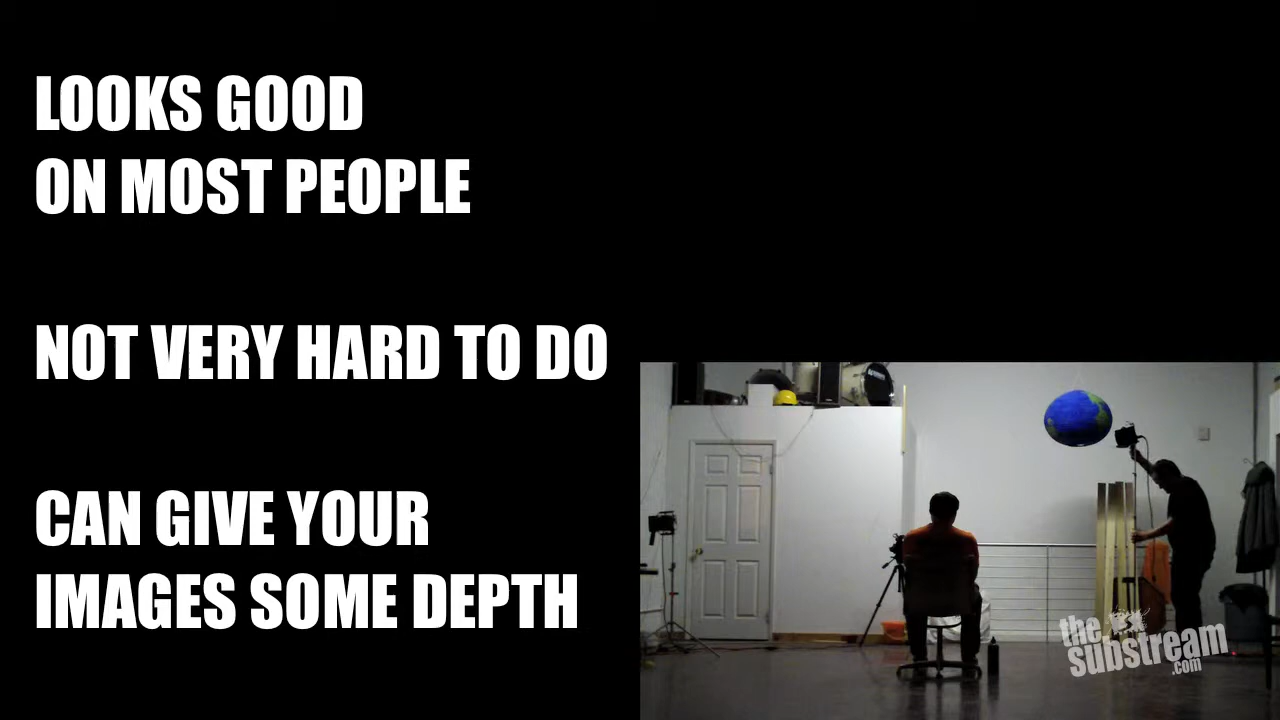 LOOKS GOOD
ON MOST PEOPLE
NOT VERY HARD TO DO
CAN GIVE YOUR
IMAGES SOME DEPTH
the
substream
.com